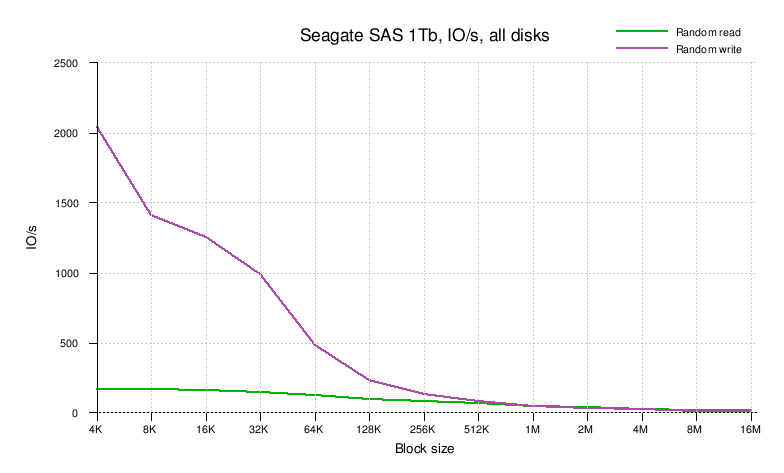 Seagate SAS 1Tb, IO/s, all disks
Random read
Random write
2500
2000
1500
1000
500
0
IO/s
4K 8K 16K 32K 64K 128K 256K 512K 1M 2M 4M 8M 16M
Block size